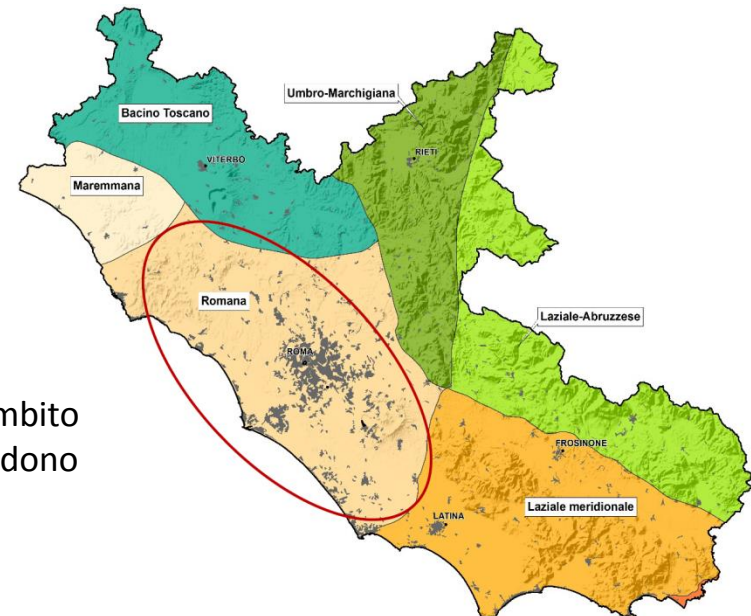 Umbro-Marchigiana
Bacino Toscano
RIETI
VITERBO
Maremmana
Romana
Laziale-Abruzzese
ROMA
mbito
dono
FROSINONE
Laziale meridionale
LATINA